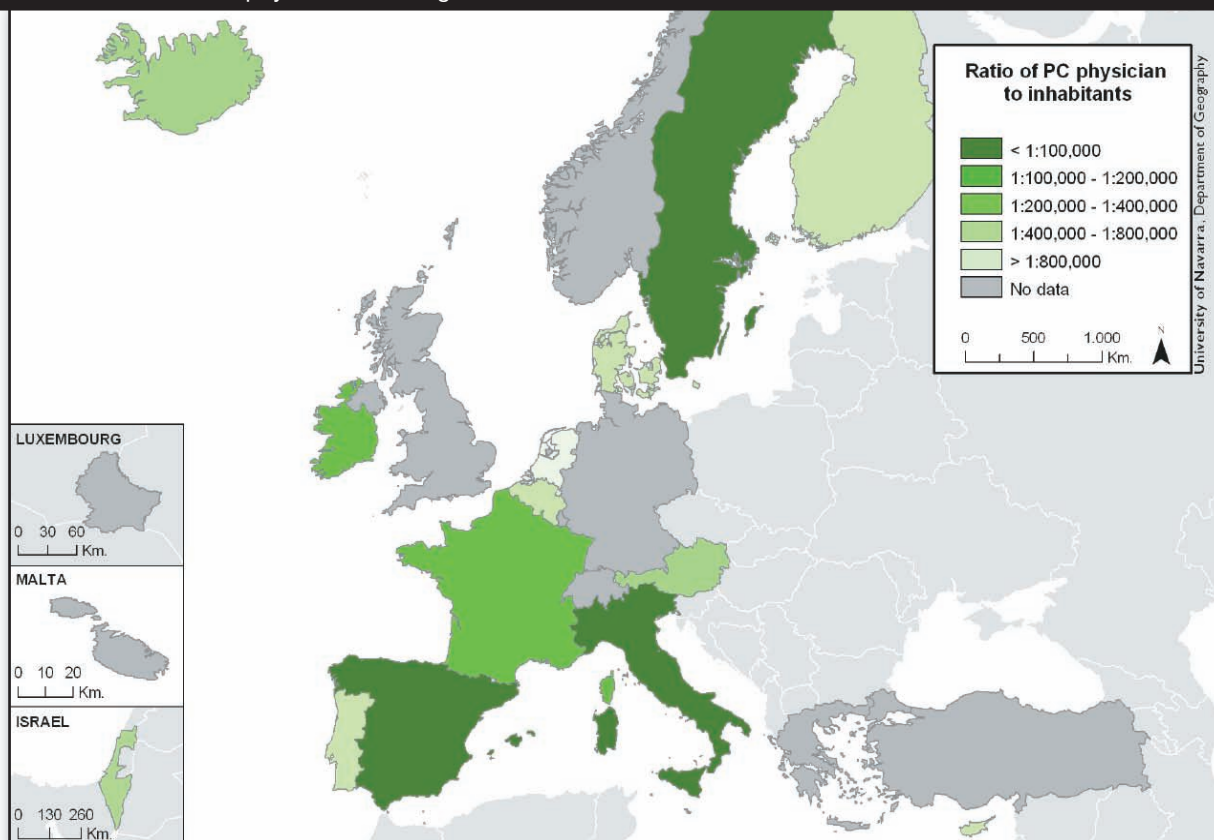 Ratio of PC physician
to inhabitants
< 1:100,000
1:100,000 - 1:200,000
1:200,000 - 1:400,000
1:400,000 - 1:800,000
> 1:800,000
No data
0 500 1.000
Km.
N
University of Navarra, Department of Geography
LUXEMBOURG
0 30 60
Km.
MALTA
0 10 20
Km.
ISRAEL
0 130 260
Km.